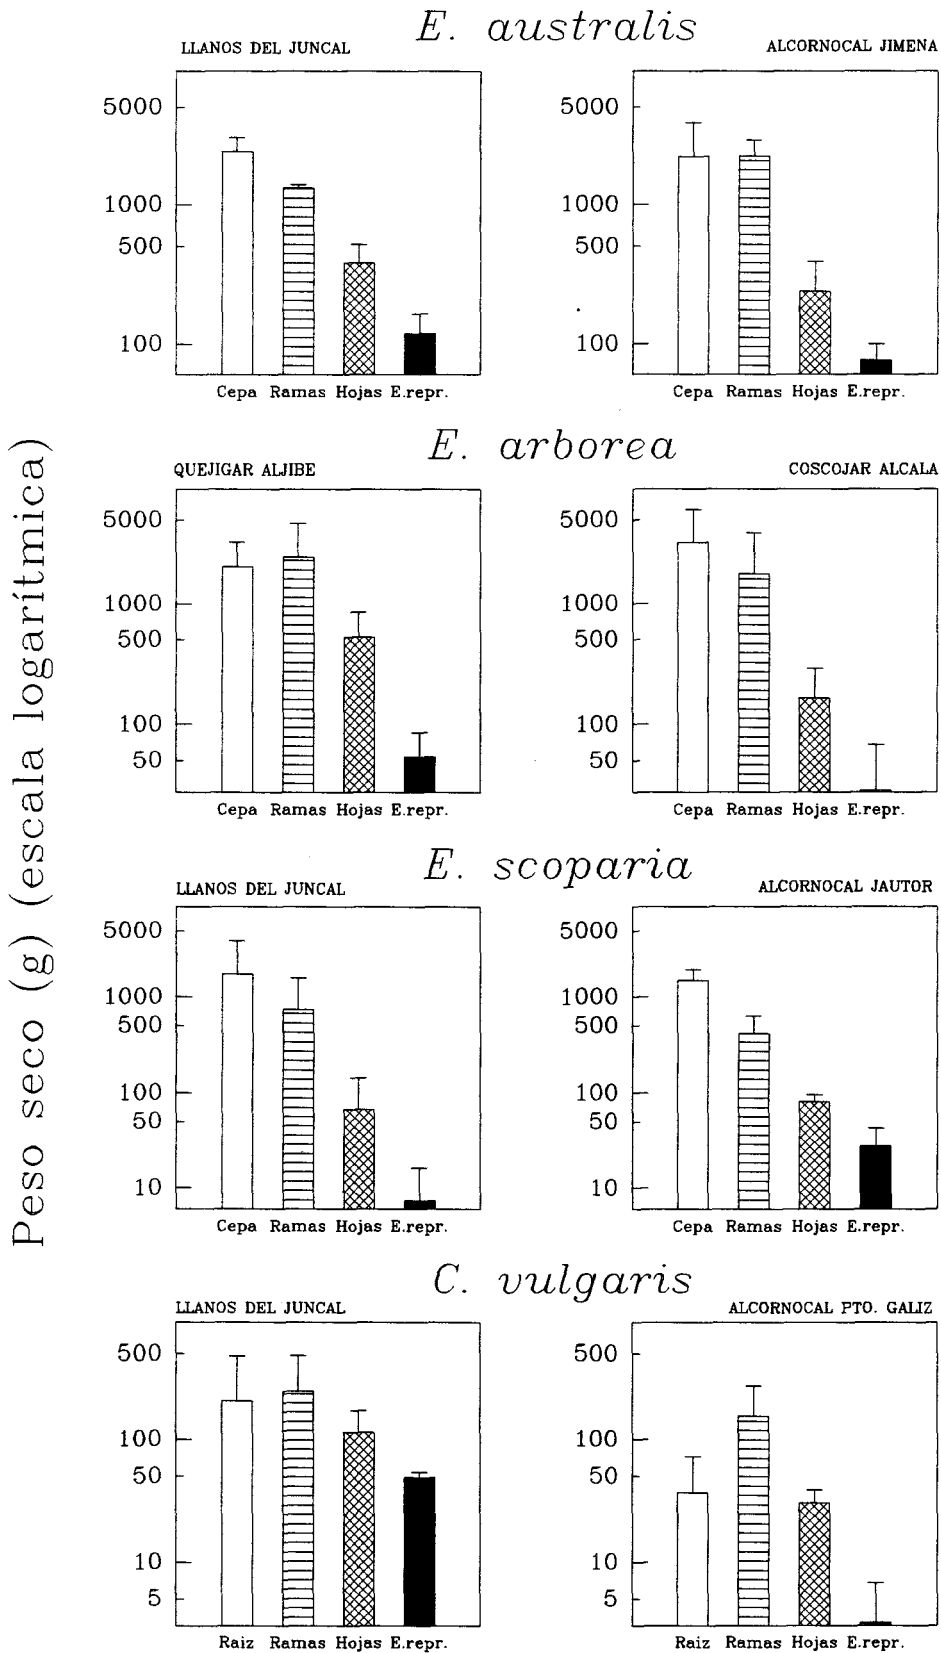 E. australis
LLANOS DEL JUNCAL
ALCORNOCAL JIMENA
5000
1000
500
100
Cepa Ramas Hojas E.repr.
5000
1000
500
100
Cepa Ramas Hojas E.repr.
Peso seco (g) (escala logarítmica)
E. arborea
QUEJIGAR ALJIBE
COSCOJAR ALCALA
5000
1000
500
100
50
Cepa Ramas Hojas E.repr.
5000
1000
500
100
50
Cepa Ramas Hojas E.repr.
E. scoparia
LLANOS DEL JUNCAL
ALCORNOCAL JAUTOR
5000
1000
500
100
50
10
Cepa Ramas Hojas E.repr.
5000
1000
500
100
50
10
Cepa Ramas Hojas E.repr.
C. vulgaris
LLANOS DEL JUNCAL
ALCORNOCAL PTO. GALIZ
500
100
50
10
5
Raiz Ramas Hojas E.repr.
500
100
50
10
5
Raiz Ramas Hojas E.repr.